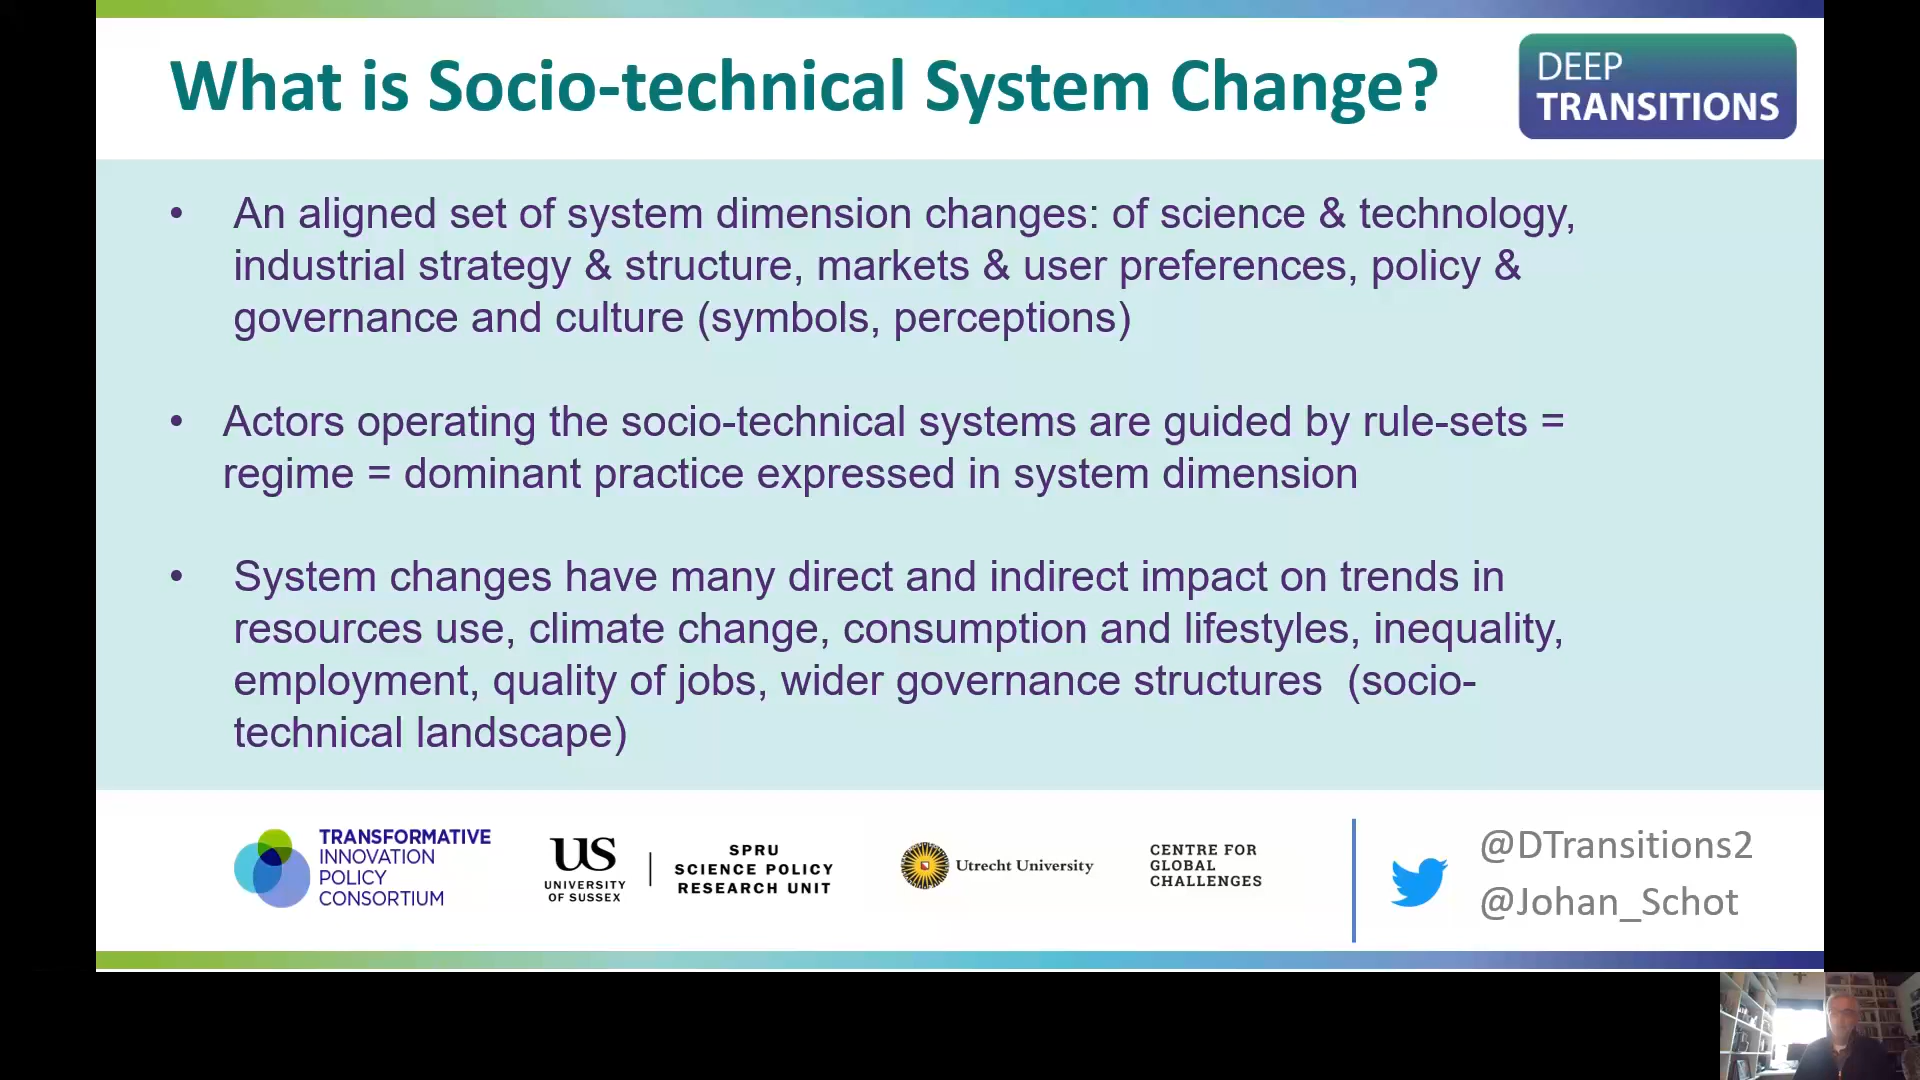 What is Socio-technical System Change?
DEEP
TRANSITIONS
• An aligned set of system dimension changes: of science & technology,
industrial strategy & structure, markets & user preferences, policy &
governance and culture (symbols, perceptions)
• Actors operating the socio-technical systems are guided by rule-sets =
regime = dominant practice expressed in system dimension
• System changes have many direct and indirect impact on trends in
resources use, climate change, consumption and lifestyles, inequality,
employment, quality of jobs, wider governance structures (socio-
technical landscape)
TRANSFORMATIVE
INNOVATION
POLICY
CONSORTIUM
US
UNIVERSITY
OF SUSSEX
SPRU
SCIENCE POLICY
RESEARCH UNIT
Utrecht University
CENTRE FOR
GLOBAL
CHALLENGES
@DTransitions2
@Johan_Schot